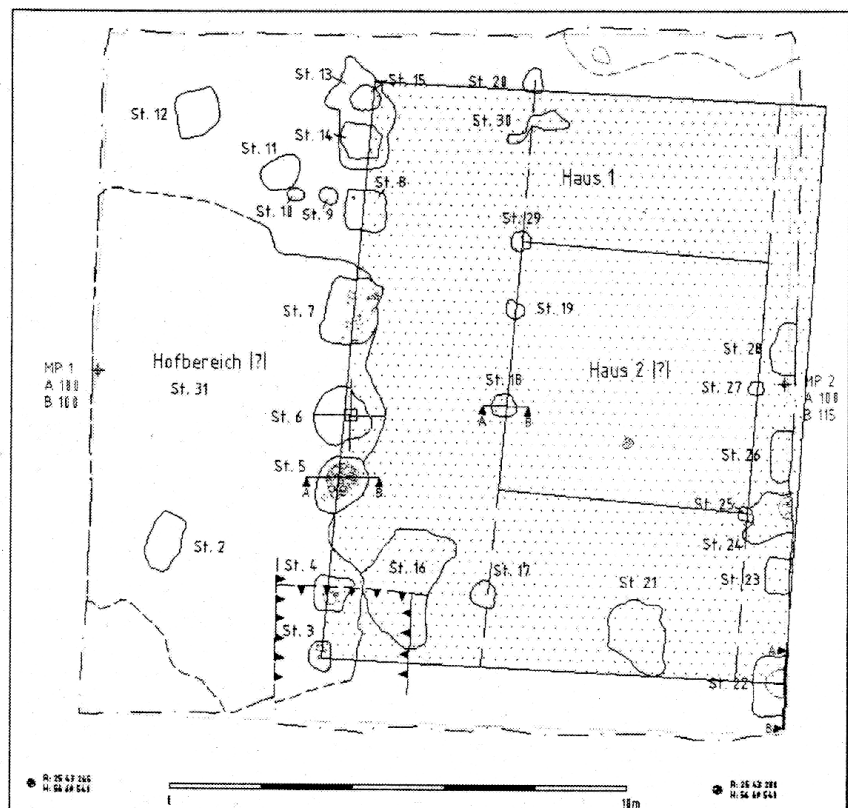 St. 13
St. 15
St. 20
St. 12
St. 30
St. 14
St. 11
Haus 1
St. 8
St. 10
St. 9
St. 29
St. 7
St. 19
Hofbereich |?|
St. 31
MP 1
A 100
B 100
St. 28
Haus 2 |?|
St. 27
MP 2
A 100
B 115
St. 18
A
B
St. 6
St. 26
St. 5
A
B
St. 25
St. 2
St. 24
St. 4
St. 16
St. 17
St. 23
St. 21
St. 3
A
St. 22
B
10m